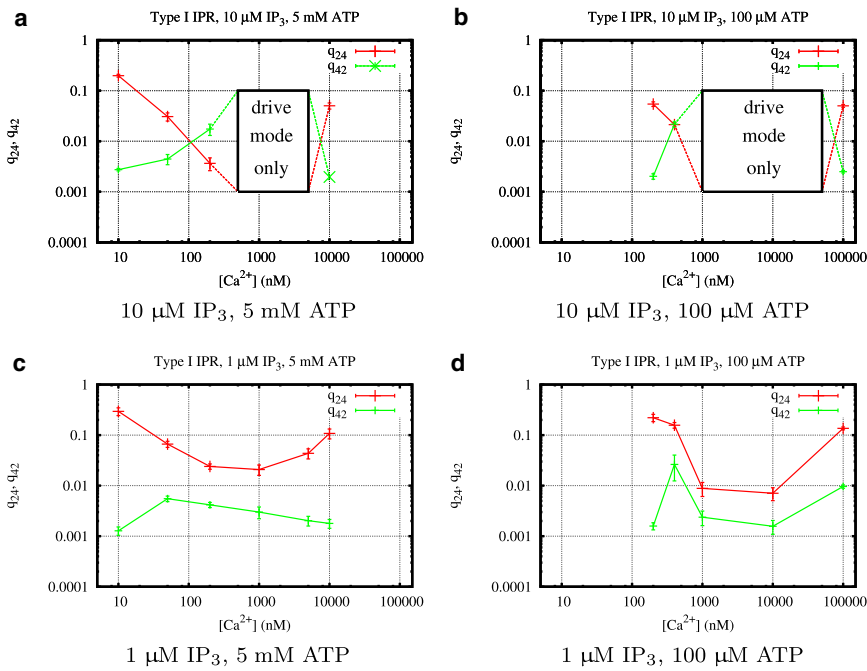 a
Type I IPR, 10 µM IP₃, 5 mM ATP
q₂₄
q₄₂
1
0.1
0.01
0.001
0.0001
q₂₄, q₄₂
drive
mode
only
10 100 1000 10000 100000
[Ca²⁺] (nM)
10 µM IP₃, 5 mM ATP
b
Type I IPR, 10 µM IP₃, 100 µM ATP
q₂₄
q₄₂
1
0.1
0.01
0.001
0.0001
q₂₄, q₄₂
drive
mode
only
10 100 1000 10000 100000
[Ca²⁺] (nM)
10 µM IP₃, 100 µM ATP
c
Type I IPR, 1 µM IP₃, 5 mM ATP
q₂₄
q₄₂
1
0.1
0.01
0.001
0.0001
q₂₄, q₄₂
10 100 1000 10000 100000
[Ca²⁺] (nM)
1 µM IP₃, 5 mM ATP
d
Type I IPR, 1 µM IP₃, 100 µM ATP
q₂₄
q₄₂
1
0.1
0.01
0.001
0.0001
q₂₄, q₄₂
10 100 1000 10000 100000
[Ca²⁺] (nM)
1 µM IP₃, 100 µM ATP